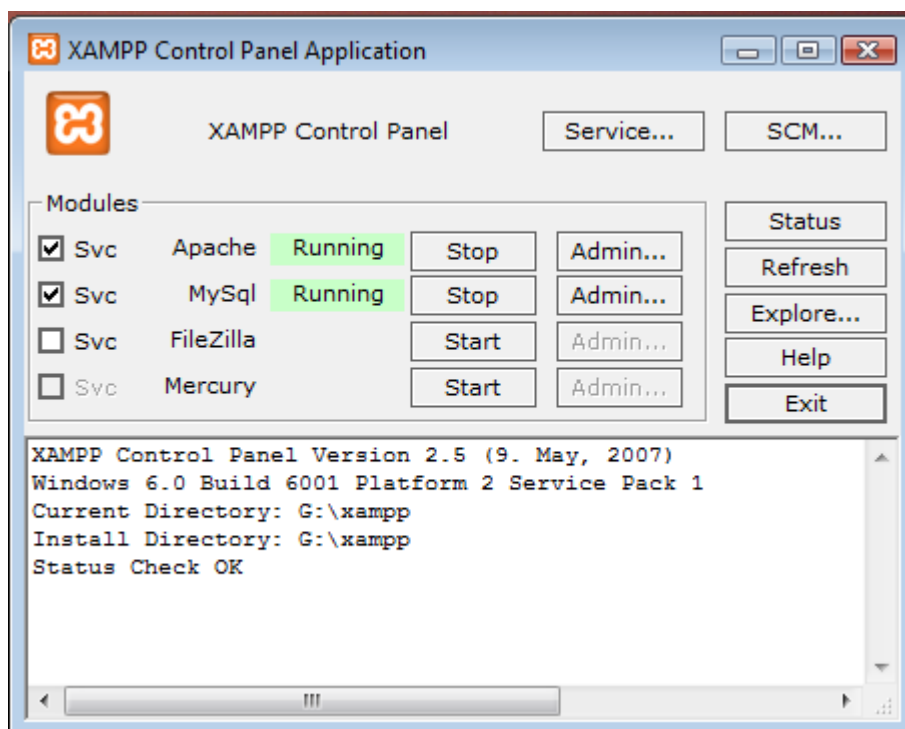 XAMPP Control Panel Application
XAMPP Control Panel Service... SCM...
Modules
Svc Apache Running Stop Admin...
Svc MySql Running Stop Admin...
Svc FileZilla Start Admin...
Svc Mercury Start Admin...
Status
Refresh
Explore...
Help
Exit
XAMPP Control Panel Version 2.5 (9. May, 2007)
Windows 6.0 Build 6001 Platform 2 Service Pack 1
Current Directory: G:\xampp
Install Directory: G:\xampp
Status Check OK